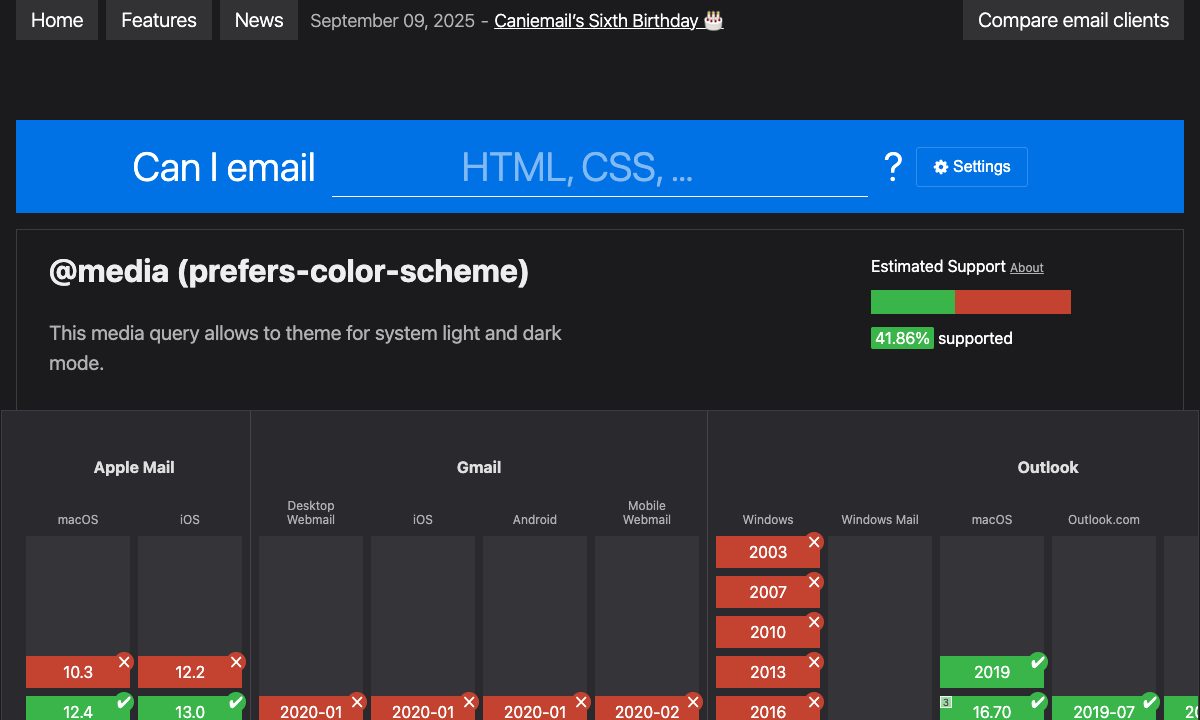 Home Features News September 09, 2025 - Caniemail's Sixth Birthday 🎂 Compare email clients
Can I email HTML, CSS, ... ? Settings
@media (prefers-color-scheme)
Estimated Support About
This media query allows to theme for system light and dark
mode.
41.86% supported
Apple Mail Gmail Outlook
macOS iOS Desktop Webmail iOS Android Mobile Webmail Windows Windows Mail macOS Outlook.com
2003
2007
2010
10.3 12.2 2013 2019
12.4 13.0 2020-01 2020-01 2020-01 2020-02 2016 3 16.70 2019-07